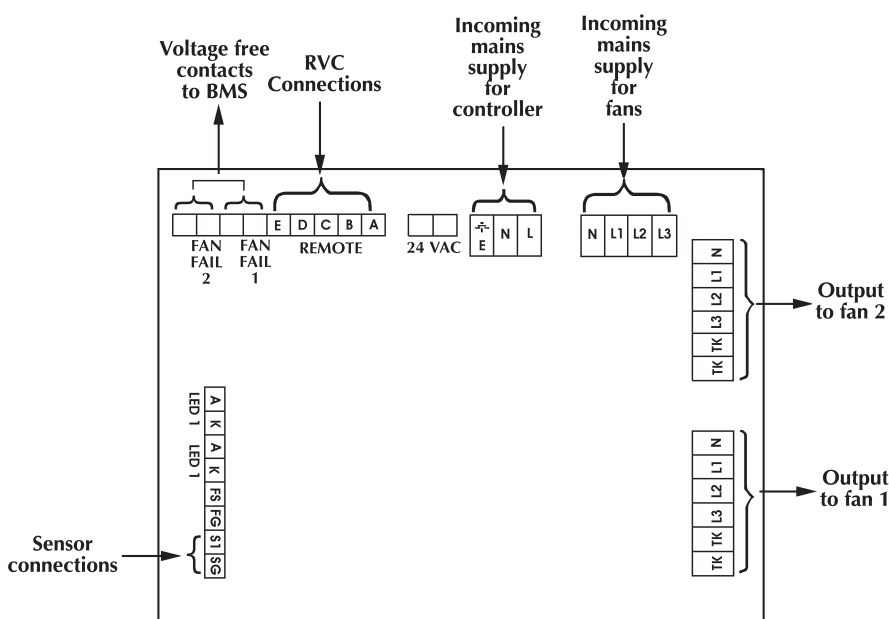 Voltage free
contacts
to BMS
RVC
Connections
Incoming
mains
supply
for
controller
Incoming
mains
supply
for
fans
E D C B A
E N L
N L1 L2 L3
FAN
FAIL
2
FAN
FAIL
1
REMOTE
24 VAC
N
L1
L2
L3
TK
TK
Output
to fan 2
LED 1
LED 1
A
K
A
K
FS
FG
S1
SG
Sensor
connections
N
L1
L2
L3
TK
TK
Output
to fan 1